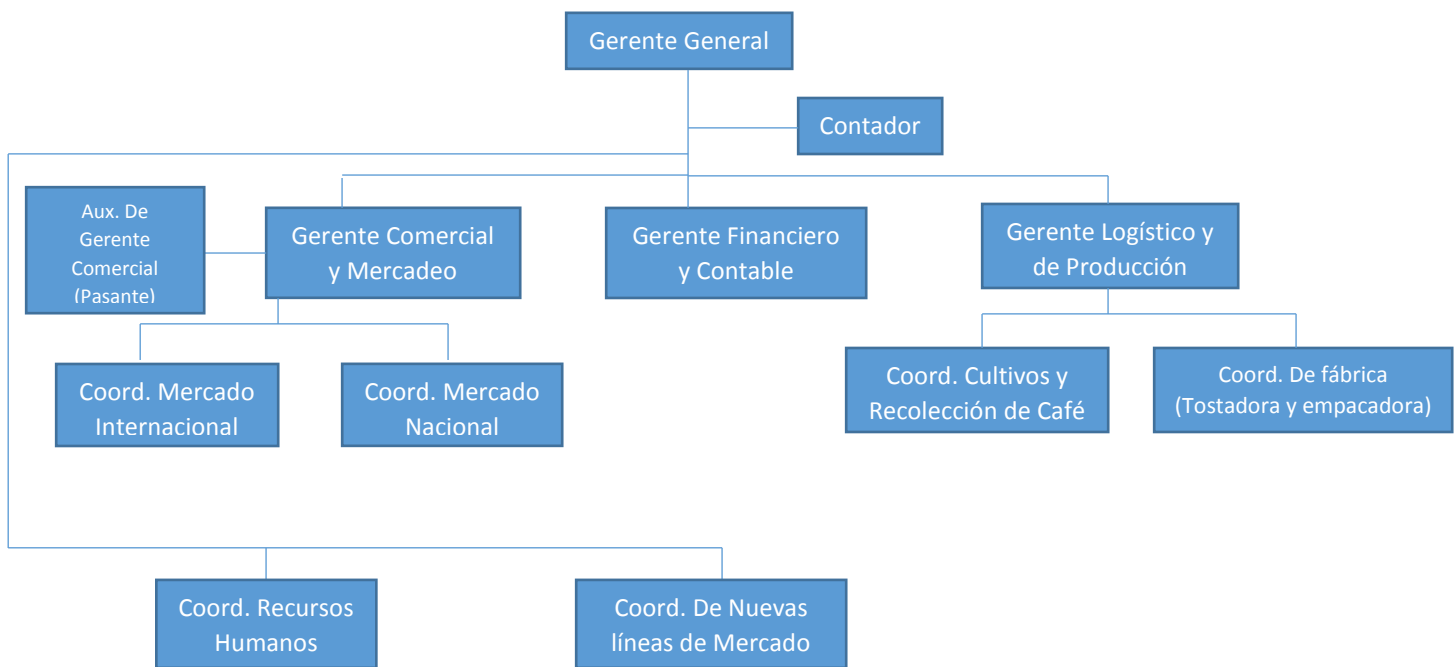 Gerente General
Contador
Aux. De
Gerente
Comercial
(Pasante)
Gerente Comercial
y Mercadeo
Gerente Financiero
y Contable
Gerente Logístico y
de Producción
Coord. Mercado
Internacional
Coord. Mercado
Nacional
Coord. Cultivos y
Recolección de Café
Coord. De fábrica
(Tostadora y empacadora)
Coord. Recursos
Humanos
Coord. De Nuevas
líneas de Mercado